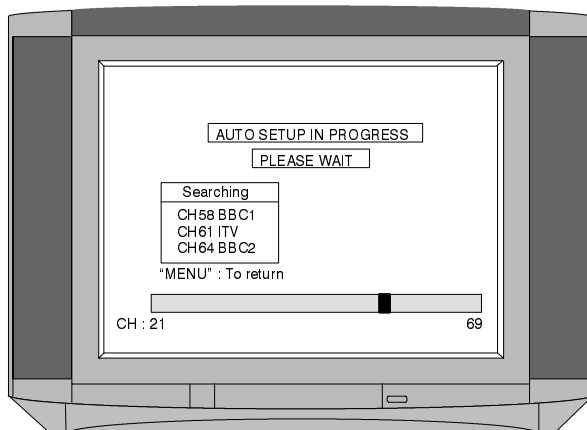 AUTO SETUP IN PROGRESS
PLEASE WAIT
Searching
CH58 BBC1
CH61 ITV
CH64 BBC2
“MENU” : To return
CH : 21 69